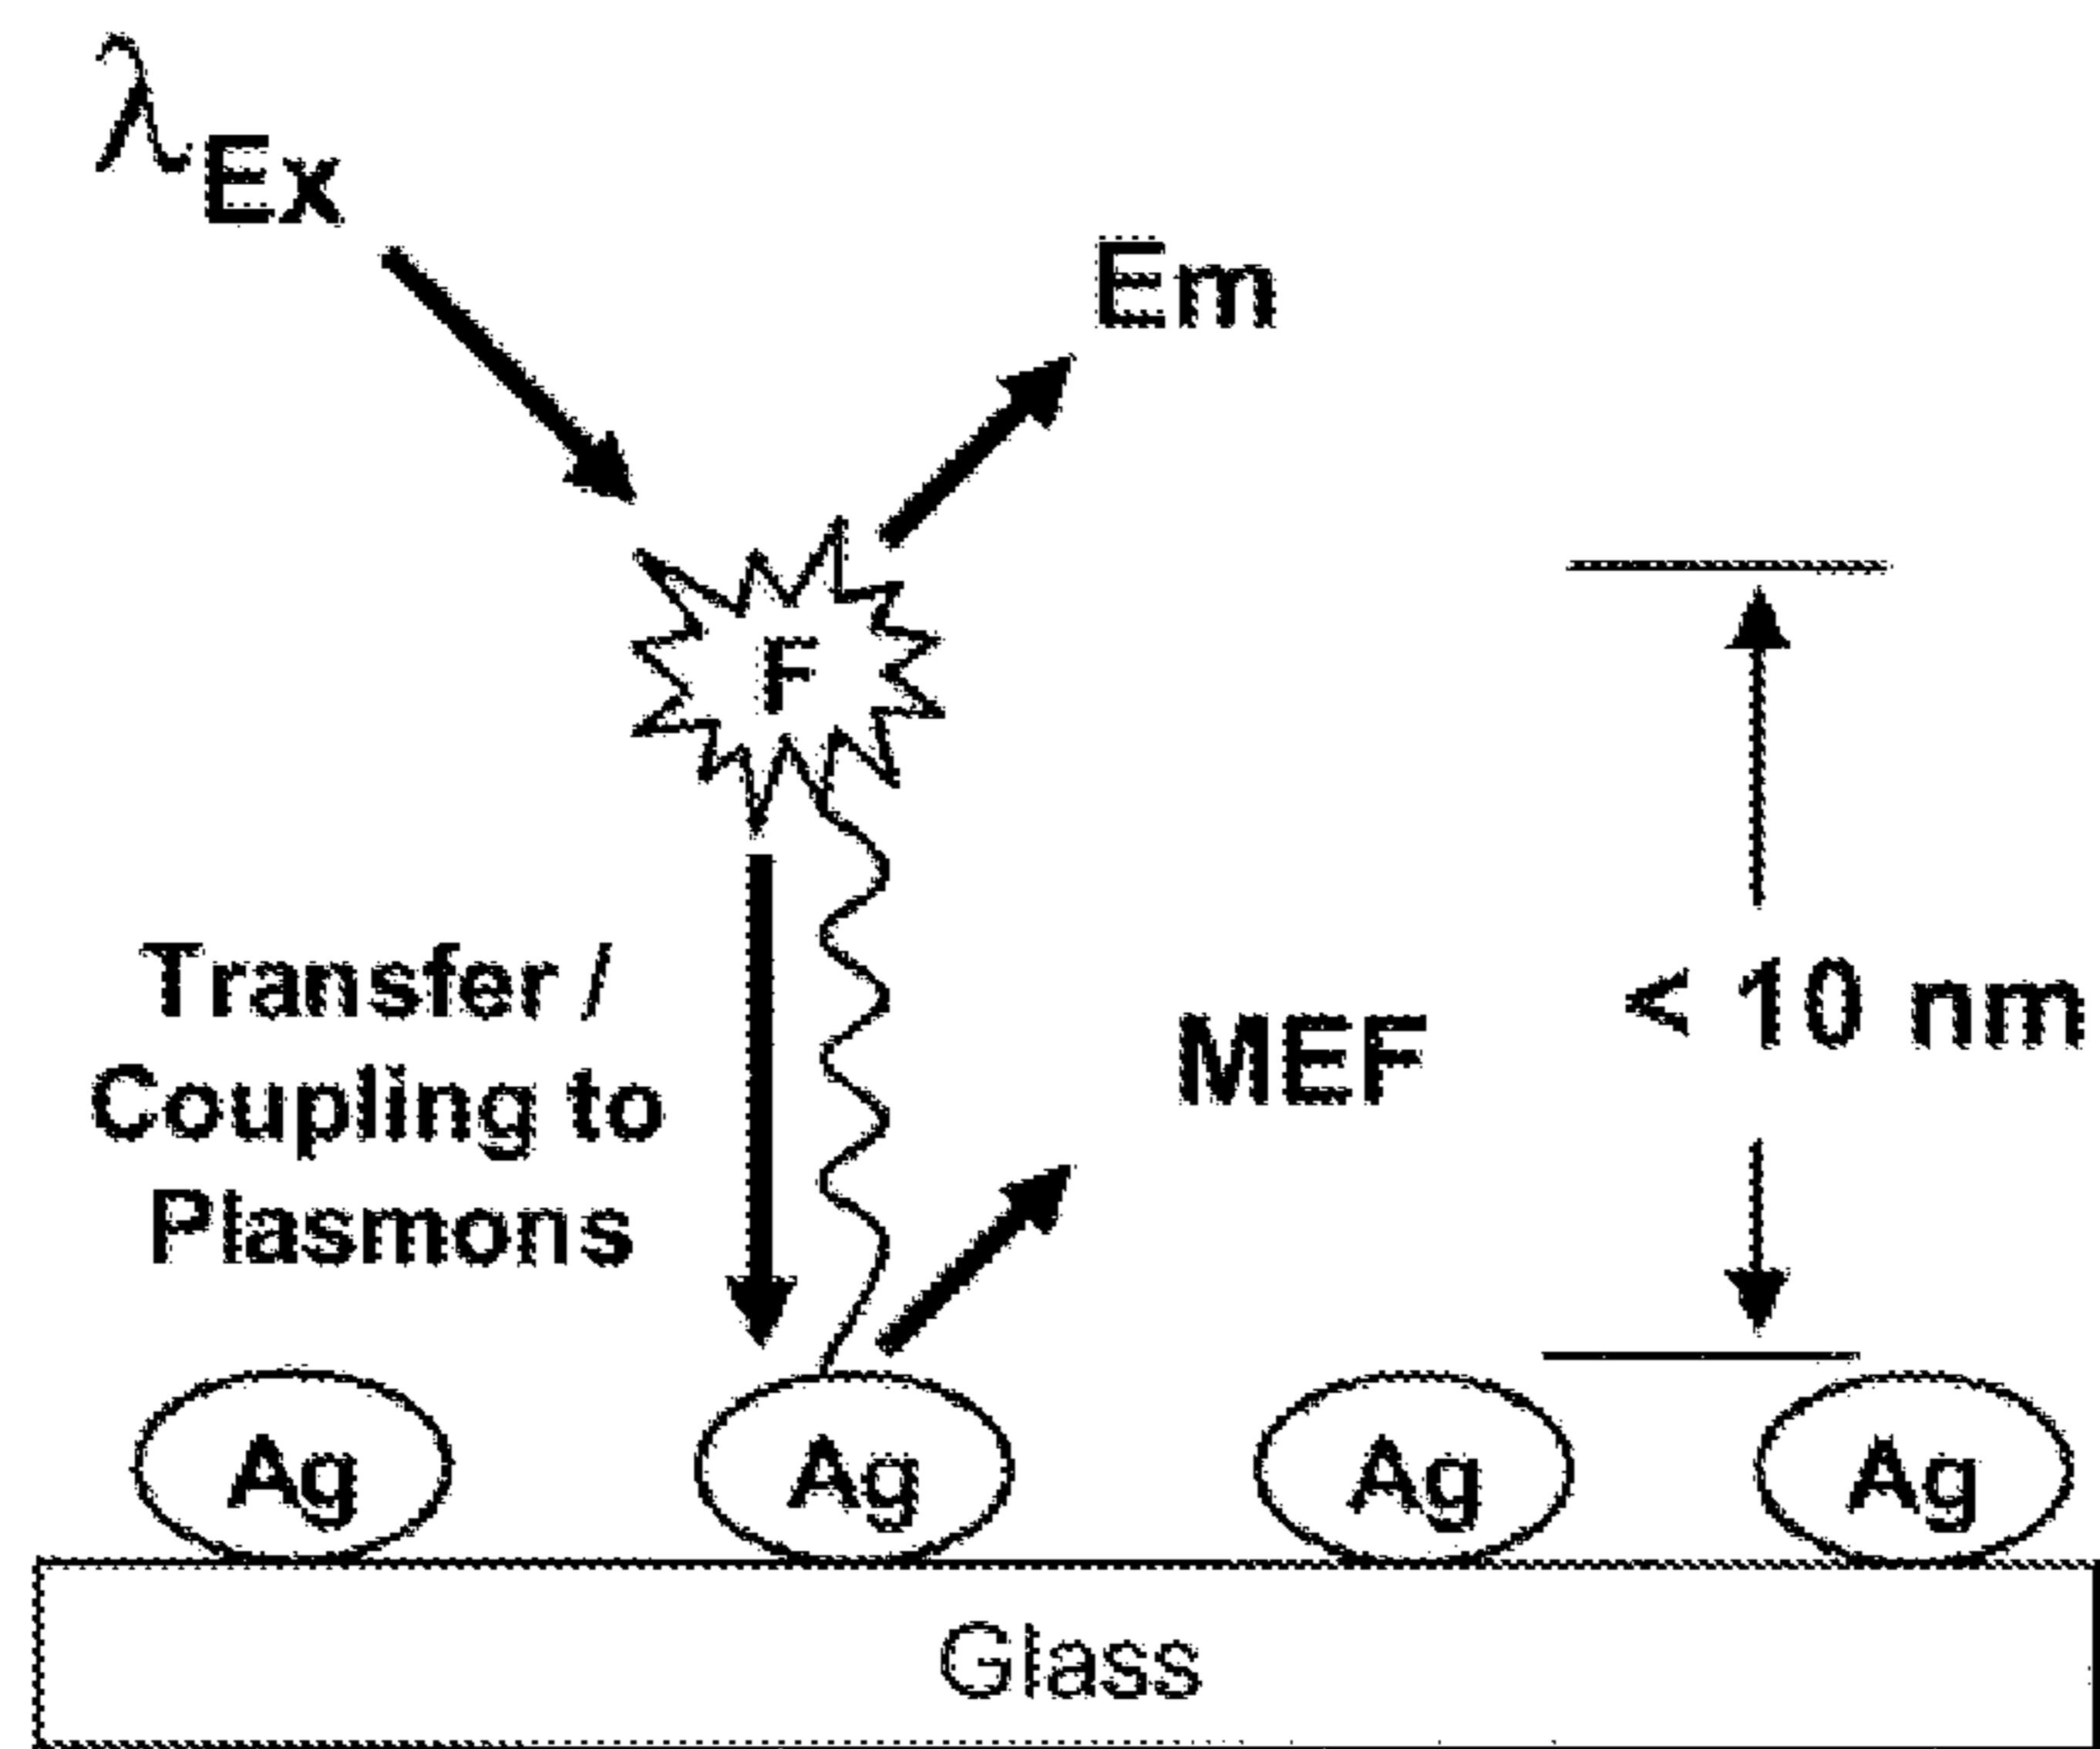 λEx
Em
F
Transfer /
Coupling to
Plasmons
MEF
< 10 nm
Ag
Ag
Ag
Ag
Glass